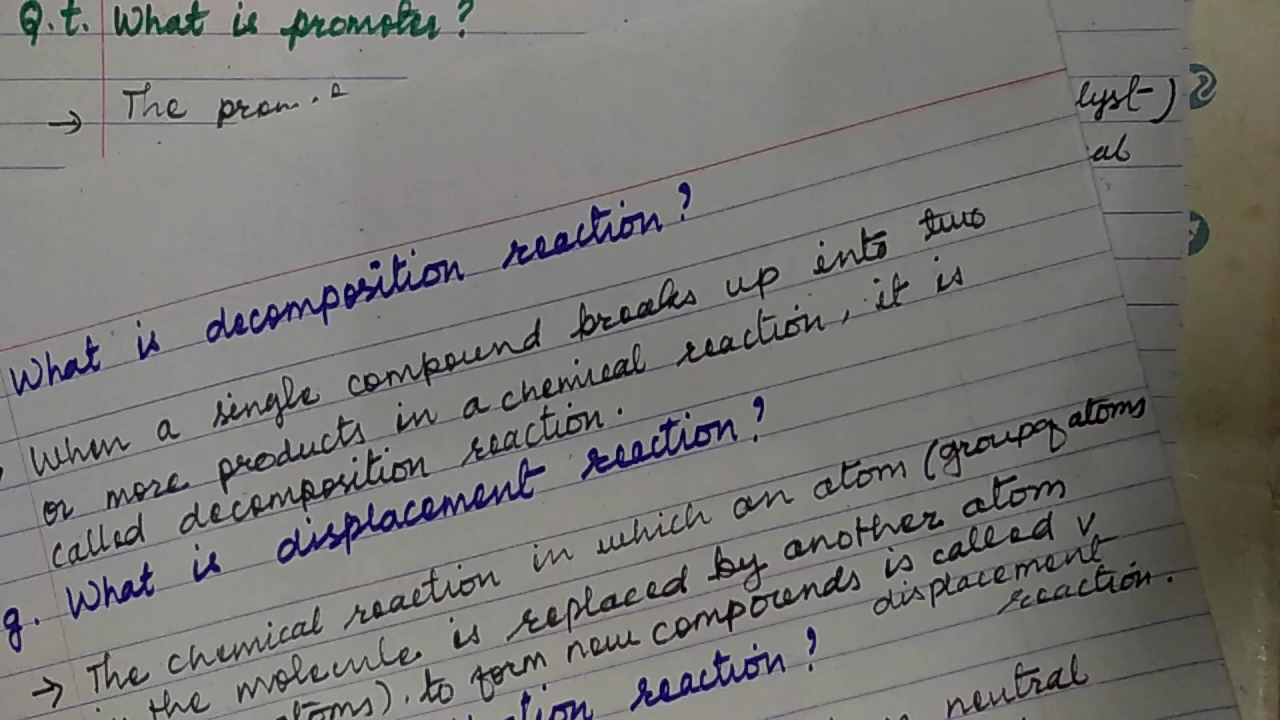 Q.t. What is promoter?
→ The prom
lyst)
al
What is decomposition reaction?
When a single compound breaks up into two
or more products in a chemical reaction, it is
called decomposition reaction.
g. What is displacement reaction?
→ The chemical reaction in which an atom (group of atoms
the molecule is replaced by another atom
toms). to form new compounds is called v
displacement
reaction.
tion reaction?
neutral